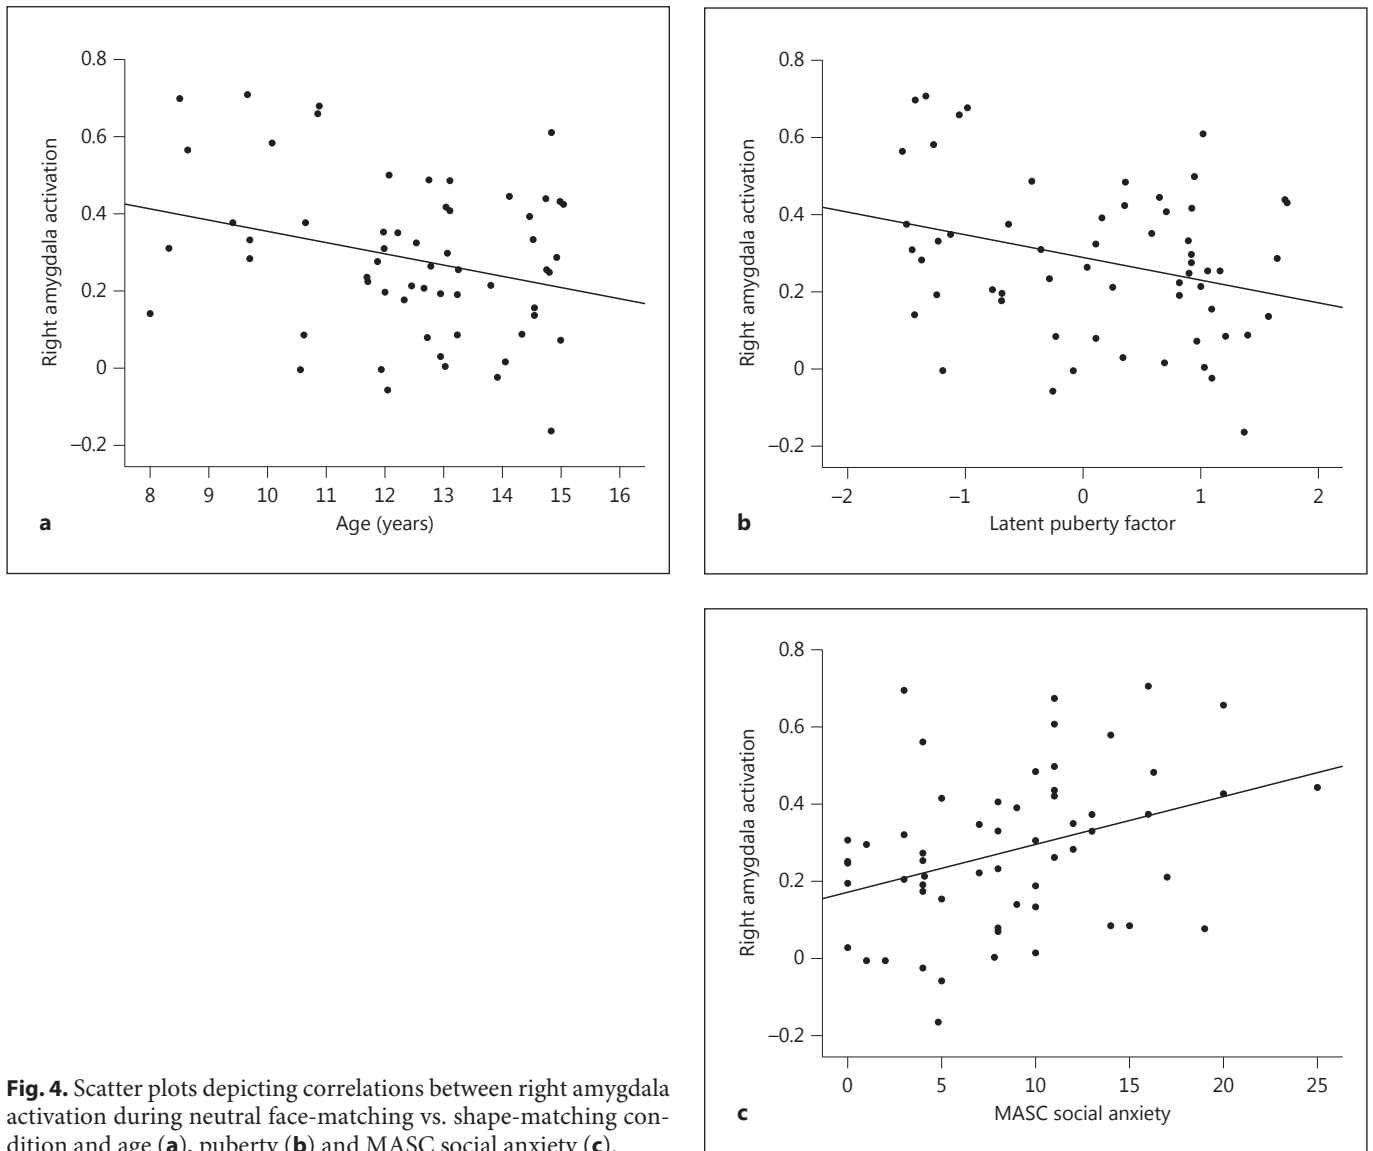 0.8
0.6
0.4
0.2
0
–0.2
Right amygdala activation
8 9 10 11 12 13 14 15 16
Age (years)
a
0.8
0.6
0.4
0.2
0
–0.2
Right amygdala activation
–2 –1 0 1 2
Latent puberty factor
b
0.8
0.6
0.4
0.2
0
–0.2
Right amygdala activation
0 5 10 15 20 25
MASC social anxiety
c
Fig. 4. Scatter plots depicting correlations between right amygdala
activation during neutral face-matching vs. shape-matching con-
dition and age (a), puberty (b) and MASC social anxiety (c).